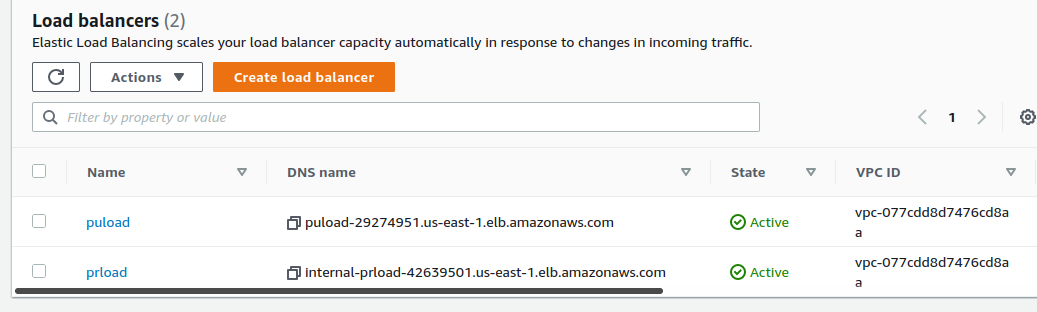 Load balancers (2)
Elastic Load Balancing scales your load balancer capacity automatically in response to changes in incoming traffic.
Actions Create load balancer
Filter by property or value 1
Name DNS name State VPC ID
puload puload-29274951.us-east-1.elb.amazonaws.com Active vpc-077cdd8d7476cd8a
a
prload internal-prload-42639501.us-east-1.elb.amazonaws.com Active vpc-077cdd8d7476cd8a
a